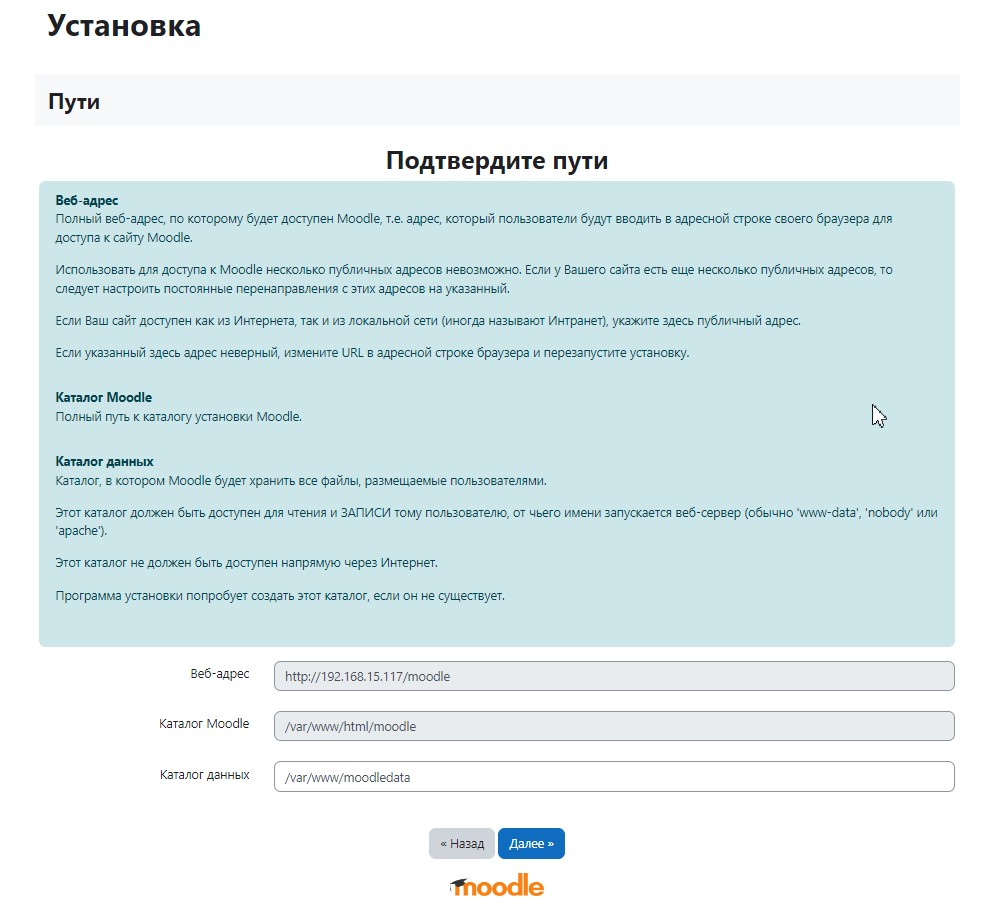 Установка
Пути
Подтвердите пути
Веб-адрес
Полный веб-адрес, по которому будет доступен Moodle, т.е. адрес, который пользователи будут вводить в адресной строке своего браузера для
доступа к сайту Moodle.
Использовать для доступа к Moodle несколько публичных адресов невозможно. Если у Вашего сайта есть еще несколько публичных адресов, то
следует настроить постоянные перенаправления с этих адресов на указанный.
Если Ваш сайт доступен как из Интернета, так и из локальной сети (иногда называют Интранет), укажите здесь публичный адрес.
Если указанный здесь адрес неверный, измените URL в адресной строке браузера и перезапустите установку.
Каталог Moodle
Полный путь к каталогу установки Moodle.
Каталог данных
Каталог, в котором Moodle будет хранить все файлы, размещаемые пользователями.
Этот каталог должен быть доступен для чтения и ЗАПИСИ тому пользователю, от чьего имени запускается веб-сервер (обычно 'www-data', 'nobody' или
'apache').
Этот каталог не должен быть доступен напрямую через Интернет.
Программа установки попробует создать этот каталог, если он не существует.
Веб-адрес http://192.168.15.117/moodle
Каталог Moodle /var/www/html/moodle
Каталог данных /var/www/moodledata
« Назад Далее »
moodle